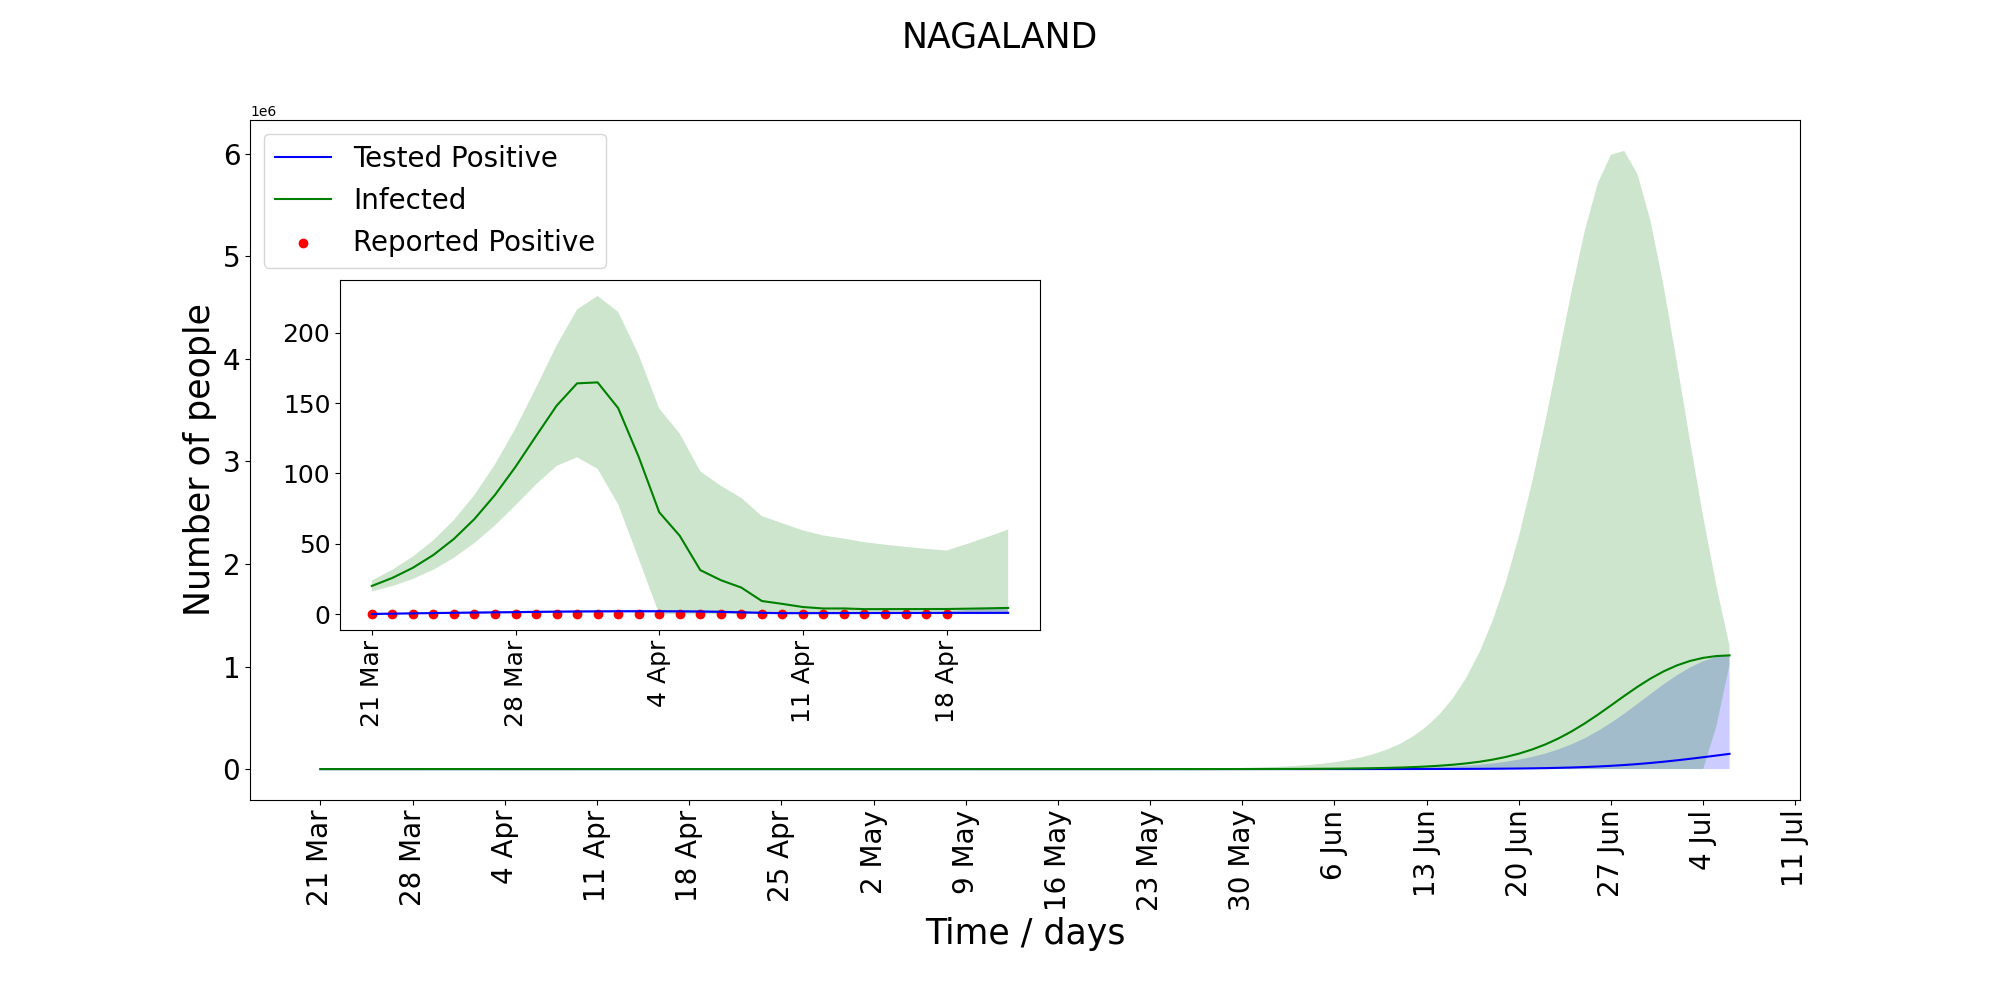 NAGALAND
1e6
Tested Positive
Infected
Reported Positive
Number of people
6
5
4
3
2
1
0
200
150
100
50
0
21 Mar
28 Mar
4 Apr
11 Apr
18 Apr
21 Mar
28 Mar
4 Apr
11 Apr
18 Apr
25 Apr
2 May
9 May
16 May
23 May
30 May
6 Jun
13 Jun
20 Jun
27 Jun
4 Jul
11 Jul
Time / days